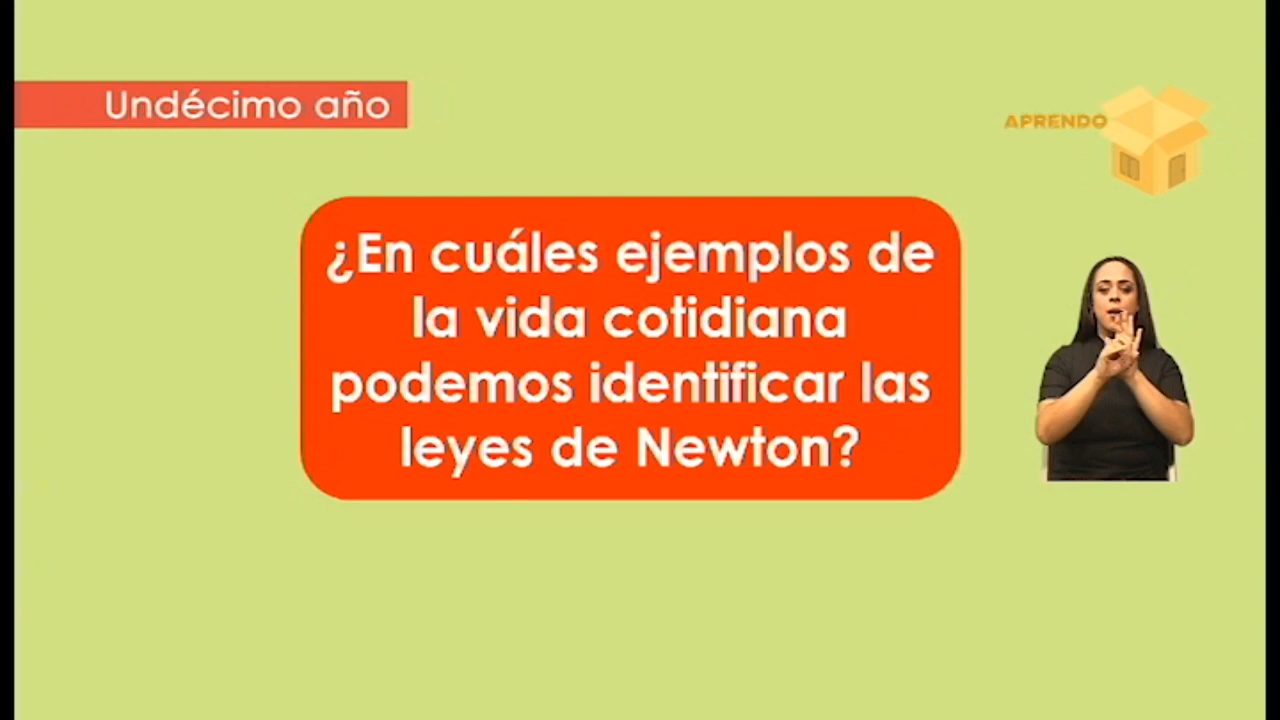 Undécimo año
APRENDO
¿En cuáles ejemplos de
la vida cotidiana
podemos identificar las
leyes de Newton?